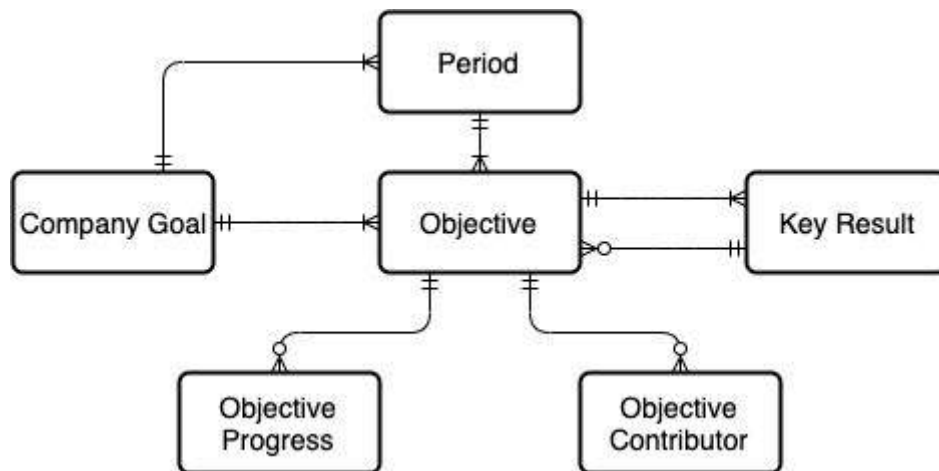 Period
Company Goal
Objective
Key Result
Objective
Progress
Objective
Contributor